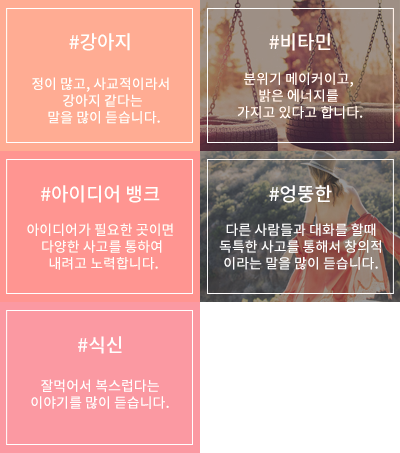 #강아지
정이 많고, 사교적이라서
강아지 같다는
말을 많이 듣습니다.
#비타민
분위기 메이커이고,
밝은 에너지를
가지고 있다고 합니다.
#아이디어 뱅크
아이디어가 필요한 곳이면
다양한 사고를 통하여
내려고 노력합니다.
#엉뚱한
다른 사람들과 대화를 할때
독특한 사고를 통해서 창의적
이라는 말을 많이 듣습니다.
#식신
잘먹어서 복스럽다는
이야기를 많이 듣습니다.